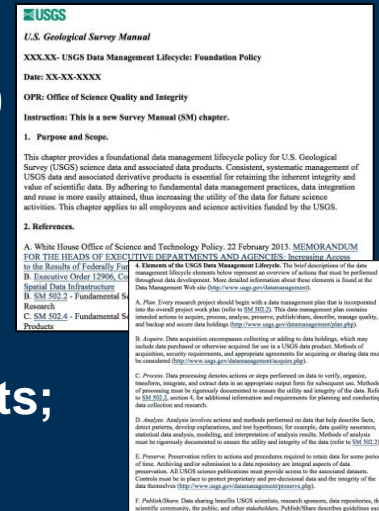 USGS
U.S. Geological Survey Manual
XXX.XX- USGS Data Management Lifecycle: Foundation Policy
Date: XX-XX-XXXX
OPR: Office of Science Quality and Integrity
Instruction: This is a new Survey Manual (SM) chapter.
1. Purpose and Scope.
This chapter provides a foundational data management lifecycle policy for U.S. Geological
Survey (USGS) science data and associated data products. Consistent, systematic management of
USGS data and associated derivative products is essential for retaining the inherent integrity and
value of scientific data. By adhering to fundamental data management practices, data integration
and reuse is more easily attained, thus increasing the utility of the data for future science
activities. This chapter applies to all employees and science activities funded by the USGS.
2. References.
A. White House Office of Science and Technology Policy. 22 February 2013. MEMORANDUM
FOR THE HEADS OF EXECUTIVE DEPARTMENTS AND AGENCIES: Increasing Access
to the Results of Federally Fun
B. Executive Order 12906, Co
Spatial Data Infrastructure
B. SM 502.2 - Fundamental Sc
Research
C. SM 502.4 - Fundamental Sc
Products
)
ts;
4. Elements of the USGS Data Management Lifecycle. The brief descriptions of the data
management lifecycle elements below represent an overview of actions that must be performed
throughout data development. More detailed information about these elements is found at the
Data Management Web site (http://www.usgs.gov/datamanagement).
A. Plan. Every research project should begin with a data management plan that is incorporated
into the overall project work plan (refer to SM 502.2). This data management plan contains
intended actions to acquire, process, analyze, preserve, publish/share, describe, manage quality,
and backup and secure data holdings (http://www.usgs.gov/datamanagement/plan.php).
B. Acquire. Data acquisition encompasses collecting or adding to data holdings, which may
include data purchased or otherwise acquired for use in a USGS data product. Methods of
acquisition, security requirements, and appropriate agreements for acquiring or sharing data mus
be considered (http://www.usgs.gov/datamanagement/acquire.php).
C. Process. Data processing denotes actions or steps performed on data to verify, organize,
transform, integrate, and extract data in an appropriate output form for subsequent use. Methods
of processing must be rigorously documented to ensure the utility and integrity of the data. Refe
to SM 502.2, section 4, for additional information and requirements for planning and conducting
data collection and research.
D. Analyze. Analysis involves actions and methods performed on data that help describe facts,
detect patterns, develop explanations, and test hypotheses; for example, data quality assurance,
statistical data analysis, modeling, and interpretation of analysis results. Methods of analysis
must be rigorously documented to ensure the utility and integrity of the data (refer to SM 502.2)
E. Preserve. Preservation refers to actions and procedures required to retain data for some perio
of time. Archiving and/or submission to a data repository are integral aspects of data
preservation. All USGS science publications must provide access to the associated datasets.
Controls must be in place to protect proprietary and pre-decisional data and the integrity of the
data themselves (http://www.usgs.gov/datamanagement/preserve.php).
F. Publish/Share. Data sharing benefits USGS scientists, research sponsors, data repositories, th
scientific community, the public, and other stakeholders. Publish/Share describes guidelines suc